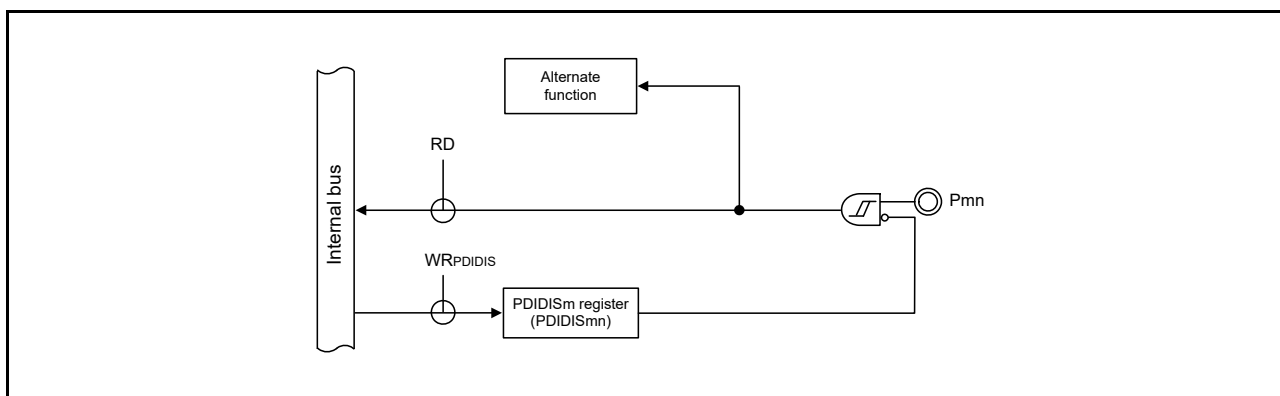 Alternate
function
RD
Internal bus
Pmn
WRPDIDIS
PDIDISm register
(PDIDISmn)